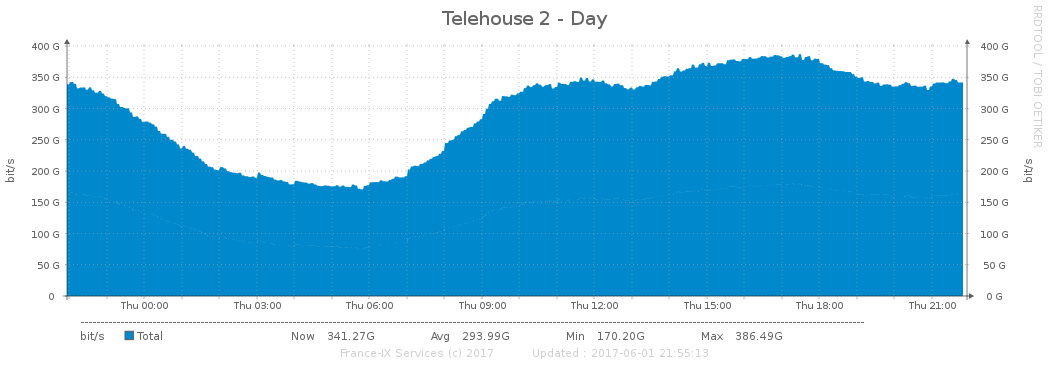 Telehouse 2 - Day
RRDTOOL / TOBI OETIKER
400 G 400 G
350 G 350 G
300 G 300 G
250 G 250 G
200 G 200 G
150 G 150 G
100 G 100 G
50 G 50 G
0 0 G
bit/s bit/s
Thu 00:00 Thu 03:00 Thu 06:00 Thu 09:00 Thu 12:00 Thu 15:00 Thu 18:00 Thu 21:00
bit/s Total Now 341.27G Avg 293.99G Min 170.20G Max 386.49G
France-IX Services (c) 2017 Updated : 2017-06-01 21:55:13